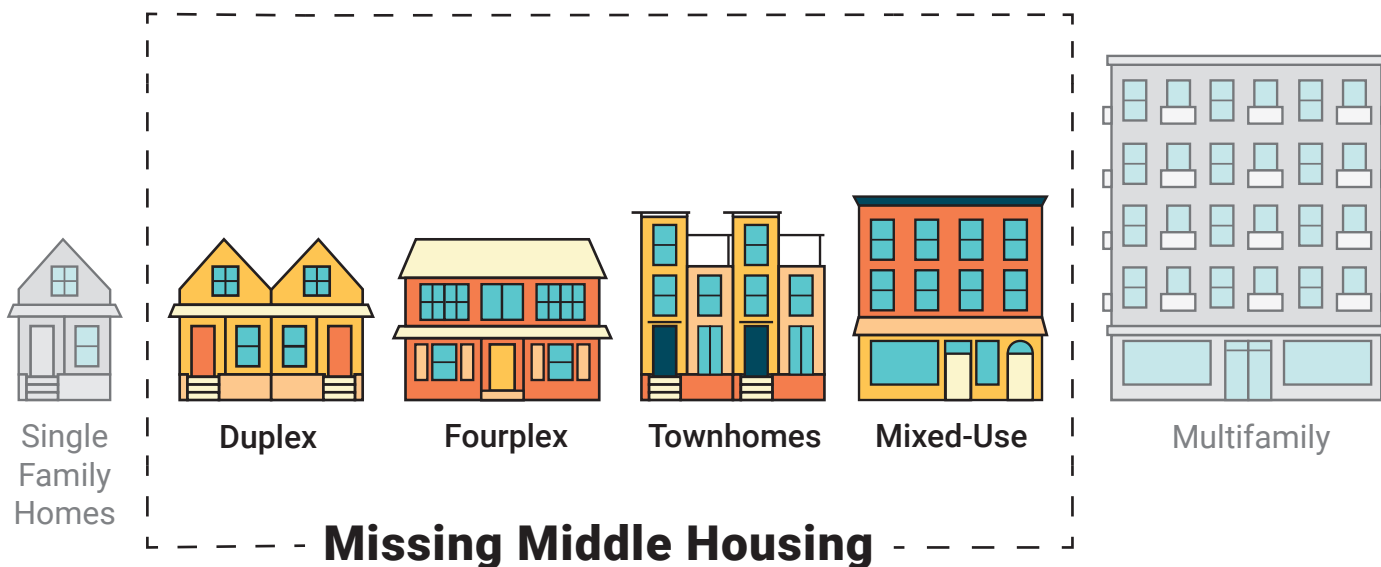 Single
Family
Homes
Duplex
Fourplex
Townhomes
Mixed-Use
Multifamily
Missing Middle Housing